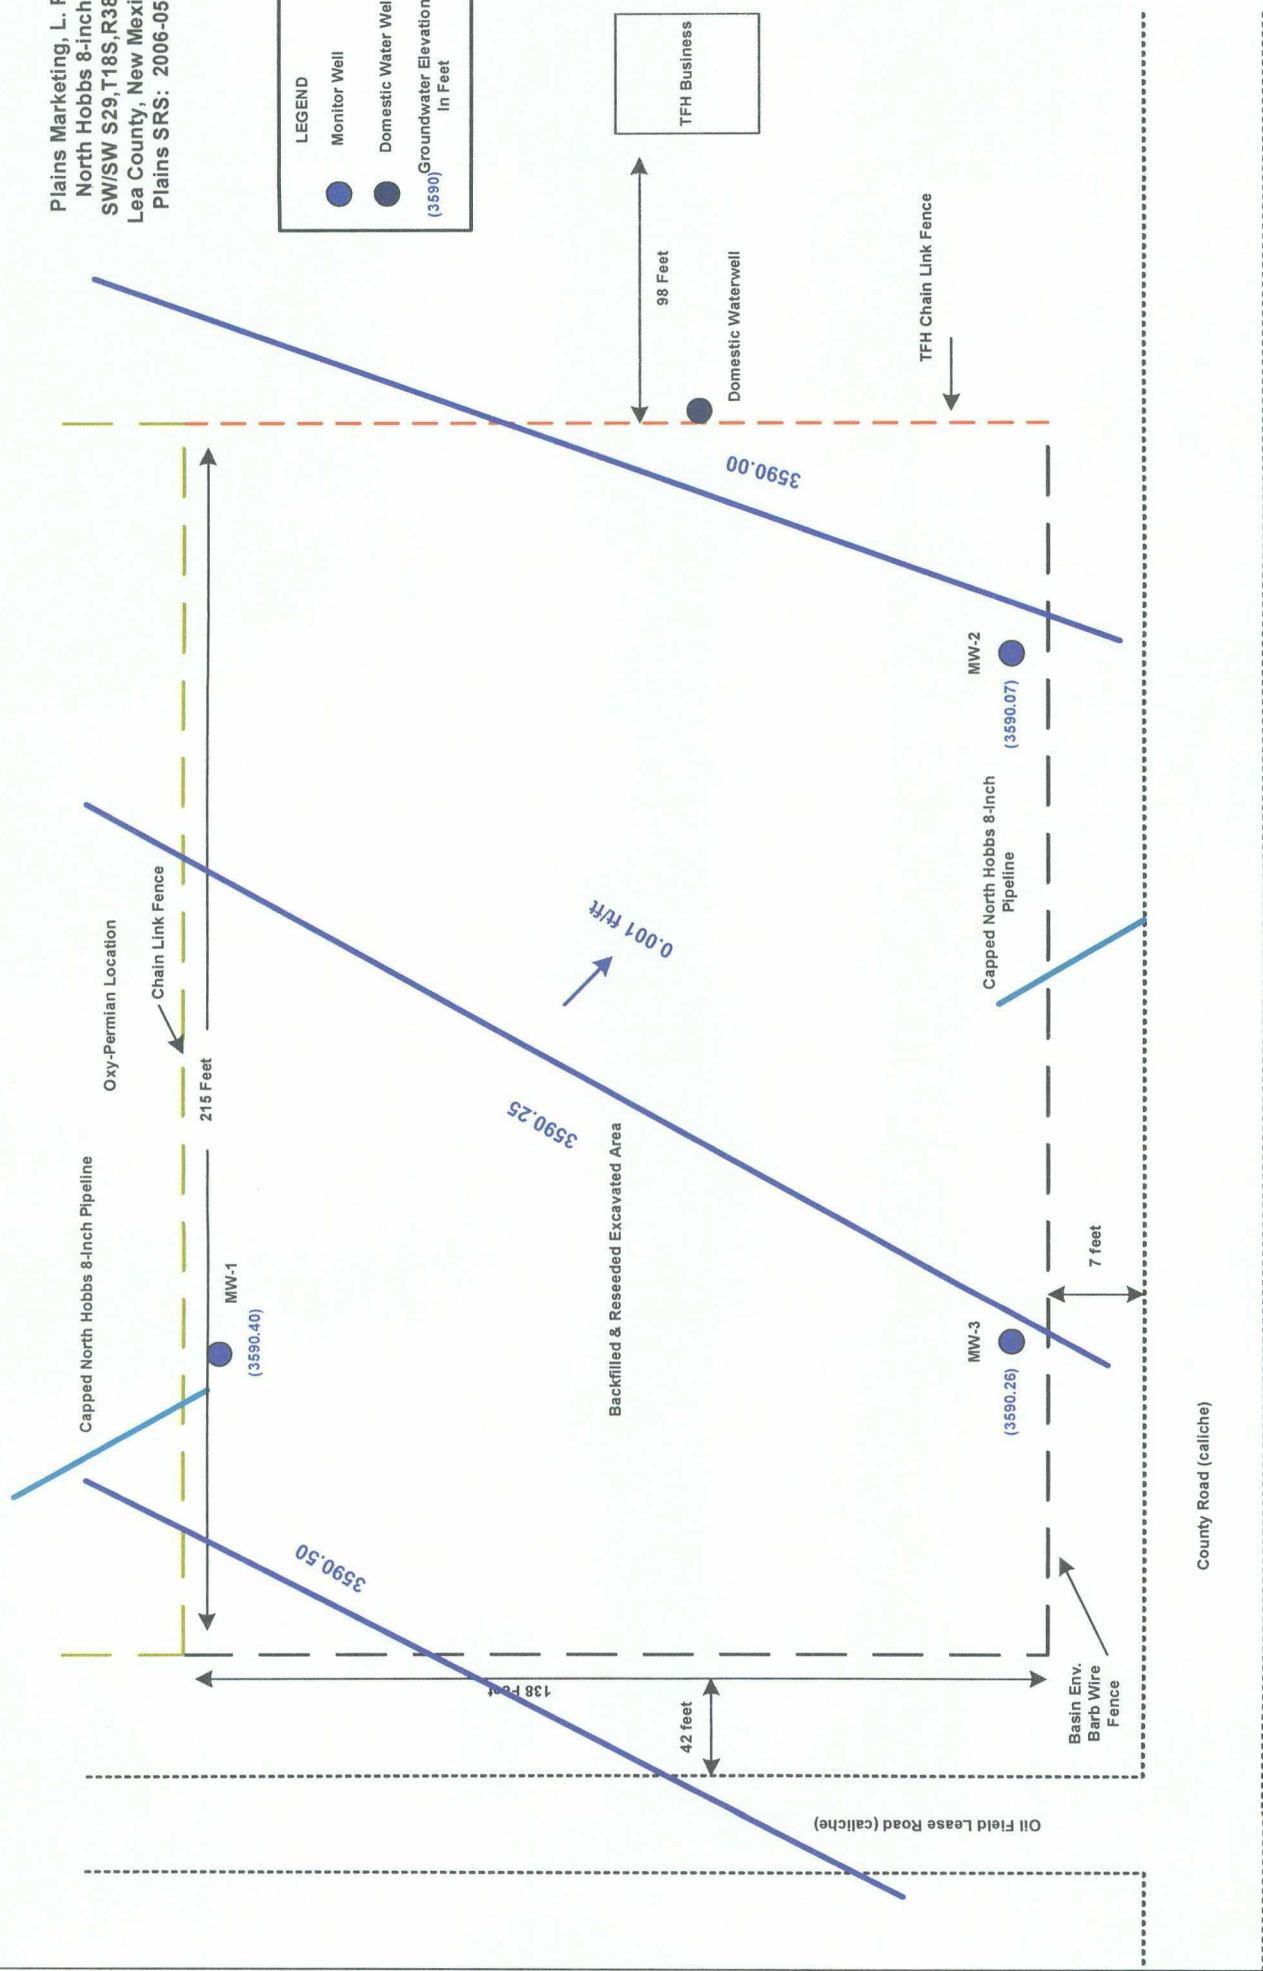 Plains Marketing, L.
North Hobbs 8-inch
SW/SW S29,T18S,R38
Lea County, New
Plains SRS: 2006-05
LEGEND
Monitor Well
Domestic Water
(3590)
Groundwater Elevation
In Feet
TFH Business
98 Feet
Domestic Waterwell
TFH Chain Link Fence
3590.00
MW-2
(3590.07)
Capped North Hobbs 8-Inch
Pipeline
Oxy-Permian Location
Chain Link Fence
215 Feet
0.001 ft/ft
3590.25
Backfilled & Reseeded Excavated Area
Capped North Hobbs 8-Inch Pipeline
MW-1
(3590.40)
MW-3
(3590.26)
7 feet
3590.50
138 Feet
42 feet
Basin Env.
Barb Wire
Fence
Oil Field Lease Road (caliche)
County Road (caliche)